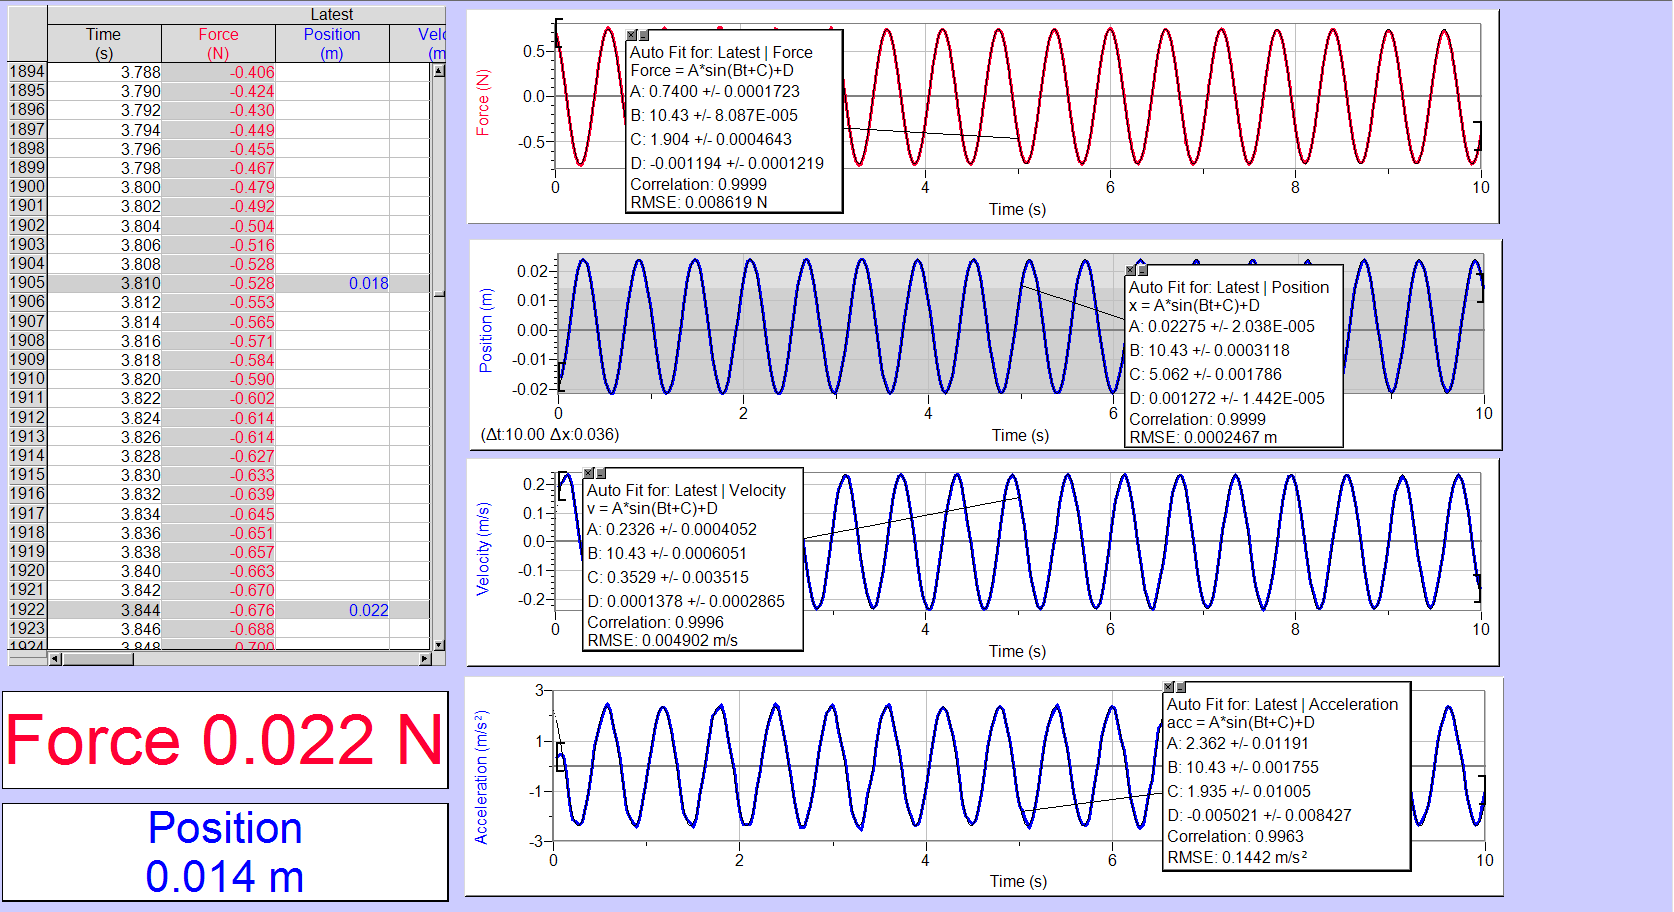 Latest
Time Force Position Velo
(s) (N) (m) (m
1894 3.788 -0.406
1895 3.790 -0.424
1896 3.792 -0.430
1897 3.794 -0.449
1898 3.796 -0.455
1899 3.798 -0.467
1900 3.800 -0.479
1901 3.802 -0.492
1902 3.804 -0.504
1903 3.806 -0.516
1904 3.808 -0.528
1905 3.810 -0.528 0.018
1906 3.812 -0.553
1907 3.814 -0.565
1908 3.816 -0.571
1909 3.818 -0.584
1910 3.820 -0.590
1911 3.822 -0.602
1912 3.824 -0.614
1913 3.826 -0.614
1914 3.828 -0.627
1915 3.830 -0.633
1916 3.832 -0.639
1917 3.834 -0.645
1918 3.836 -0.651
1919 3.838 -0.657
1920 3.840 -0.663
1921 3.842 -0.670
1922 3.844 -0.676 0.022
1923 3.846 -0.688
1924 3.848 -0.700
Force 0.022 N
Position
0.014 m
Force (N)
0.5
0.0
-0.5
Auto Fit for: Latest | Force
Force = A*sin(Bt+C)+D
A: 0.7400 +/- 0.0001723
B: 10.43 +/- 8.087E-005
C: 1.904 +/- 0.0004643
D: -0.001194 +/- 0.0001219
Correlation: 0.9999
RMSE: 0.008619 N
0 4 6 8 10
Time (s)
Position (m)
0.02
0.01
0.00
-0.01
-0.02
Auto Fit for: Latest | Position
x = A*sin(Bt+C)+D
A: 0.02275 +/- 2.038E-005
B: 10.43 +/- 0.0003118
C: 5.062 +/- 0.001786
D: 0.001272 +/- 1.442E-005
Correlation: 0.9999
RMSE: 0.0002467 m
0 2 4 6 8 10
(Δt:10.00 Δx:0.036)
Time (s)
Velocity (m/s)
0.2
0.1
0.0
-0.1
-0.2
Auto Fit for: Latest | Velocity
v = A*sin(Bt+C)+D
A: 0.2326 +/- 0.0004052
B: 10.43 +/- 0.0006051
C: 0.3529 +/- 0.003515
D: 0.0001378 +/- 0.0002865
Correlation: 0.9996
RMSE: 0.004902 m/s
0 4 6 8 10
Time (s)
Acceleration (m/s²)
3
1
-1
-3
Auto Fit for: Latest | Acceleration
acc = A*sin(Bt+C)+D
A: 2.362 +/- 0.01191
B: 10.43 +/- 0.001755
C: 1.935 +/- 0.01005
D: -0.005021 +/- 0.008427
Correlation: 0.9963
RMSE: 0.1442 m/s²
0 2 4 6 10
Time (s)